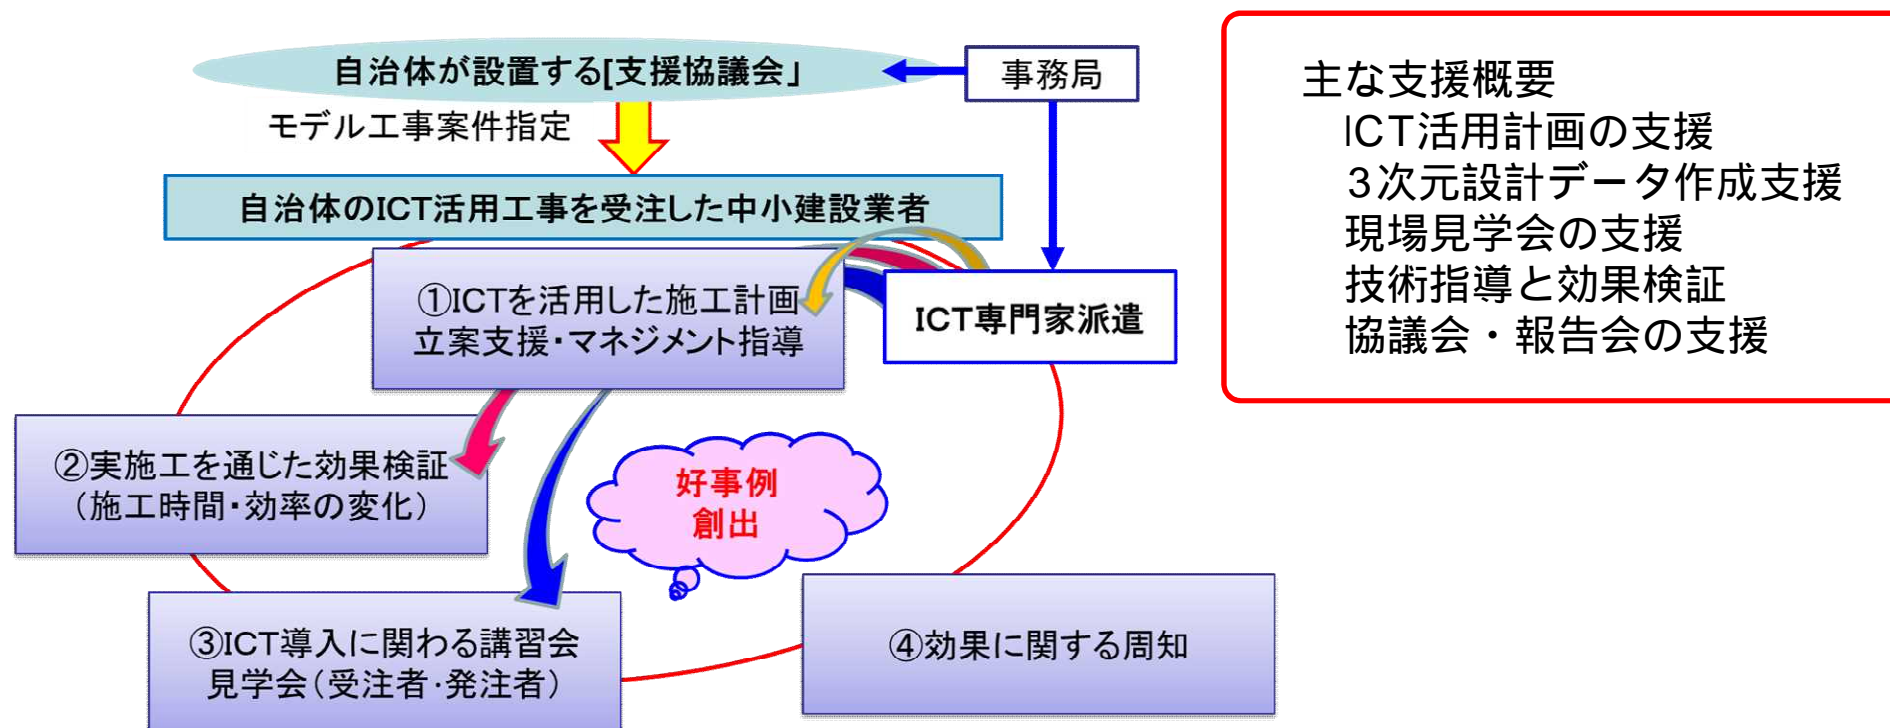 自治体が設置する[支援協議会」
事務局
モデル工事案件指定
自治体のICT活用工事を受注した中小建設業者
①ICTを活用した施工計画
立案支援・マネジメント指導
ICT専門家派遣
②実施工を通じた効果検証
（施工時間・効率の変化）
好事例
創出
③ICT導入に関わる講習会
見学会（受注者・発注者）
④効果に関する周知
主な支援概要
ICT活用計画の支援
３次元設計データ作成支援
現場見学会の支援
技術指導と効果検証
協議会・報告会の支援